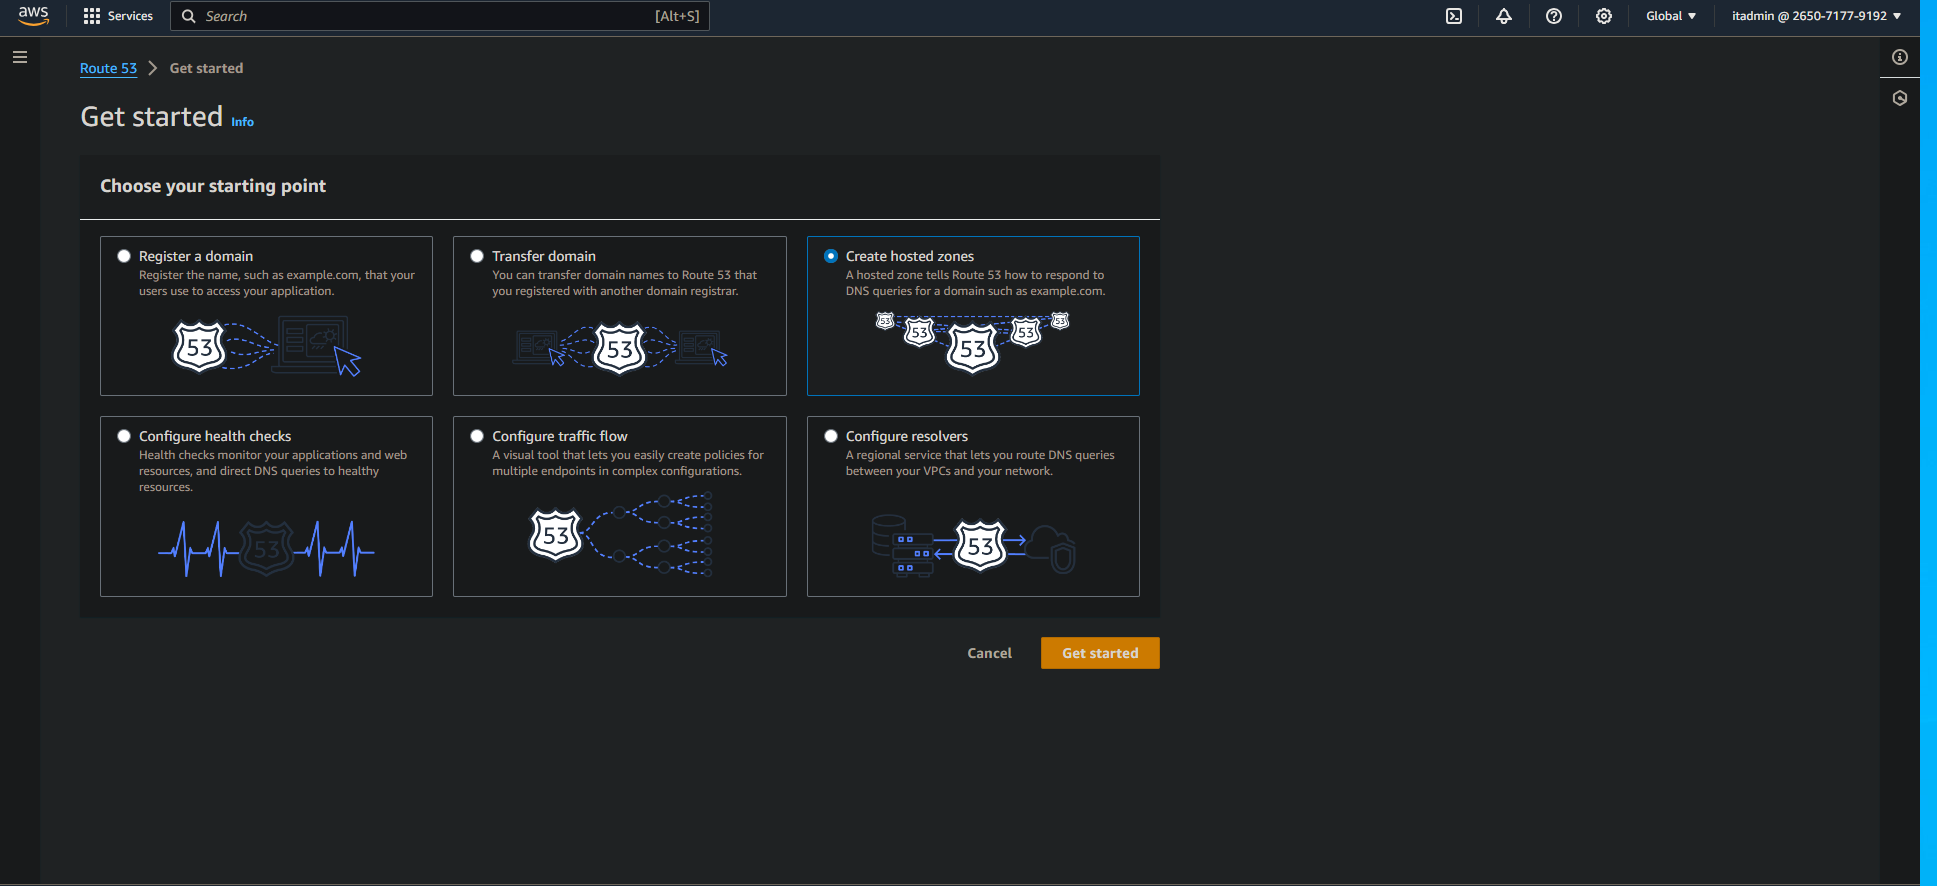 aws
Services
Search
[Alt+S]
Global
itadmin @ 2650-7177-9192
Route 53
Get started
Get started
Info
Choose your starting point
Register a domain
Register the name, such as example.com, that your
users use to access your application.
53
Transfer domain
You can transfer domain names to Route 53 that
you registered with another domain registrar.
53
Create hosted zones
A hosted zone tells Route 53 how to respond to
DNS queries for a domain such as example.com.
53
53
53
53
53
Configure health checks
Health checks monitor your applications and web
resources, and direct DNS queries to healthy
resources.
53
Configure traffic flow
A visual tool that lets you easily create policies for
multiple endpoints in complex configurations.
53
Configure resolvers
A regional service that lets you route DNS queries
between your VPCs and your network.
53
Cancel
Get started